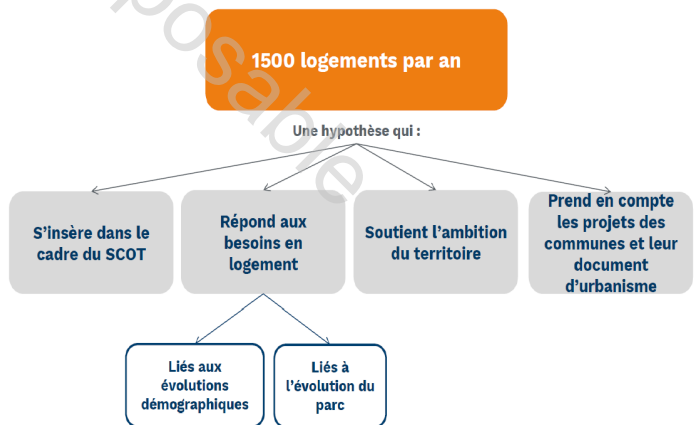 1500 logements par an
Une hypothèse qui :
S'insère dans le
cadre du SCOT
Répond aux
besoins en
logement
Soutient l'ambition
du territoire
Prend en compte
les projets des
communes et leur
document
d'urbanisme
Liés aux
évolutions
démographiques
Liés à
l'évolution du
parc